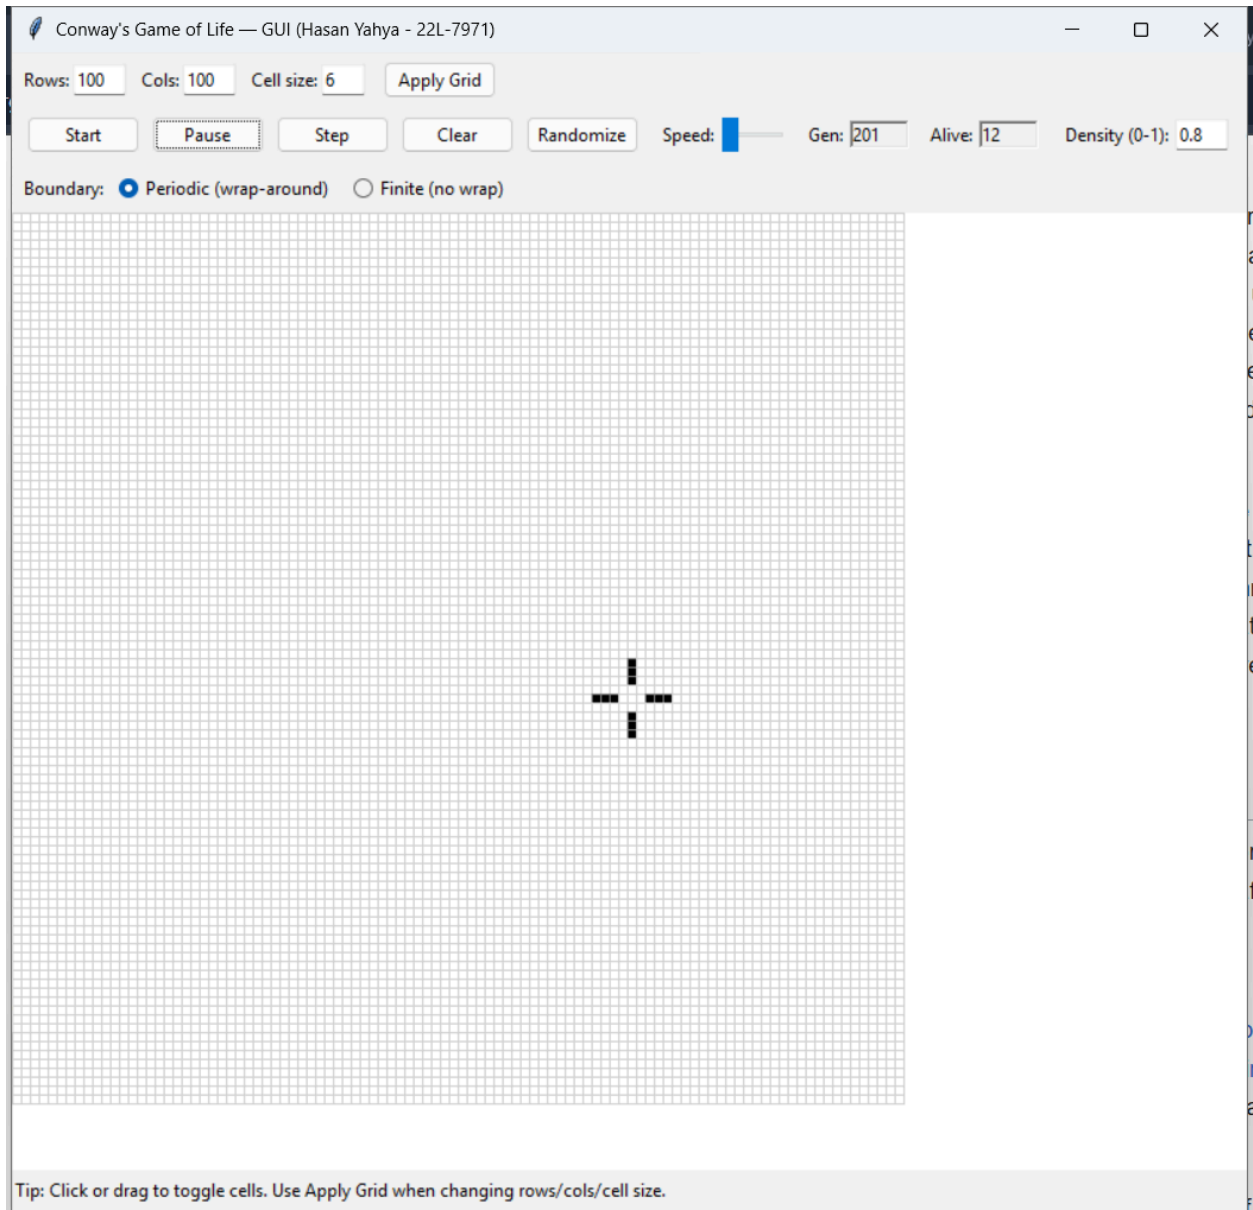 Conway's Game of Life — GUI (Hasan Yahya - 22L-7971)
Rows: 100 Cols: 100 Cell size: 6 Apply Grid
Start Pause Step Clear Randomize Speed: Gen: 201 Alive: 12 Density (0-1): 0.8
Boundary: Periodic (wrap-around) Finite (no wrap)
Tip: Click or drag to toggle cells. Use Apply Grid when changing rows/cols/cell size.